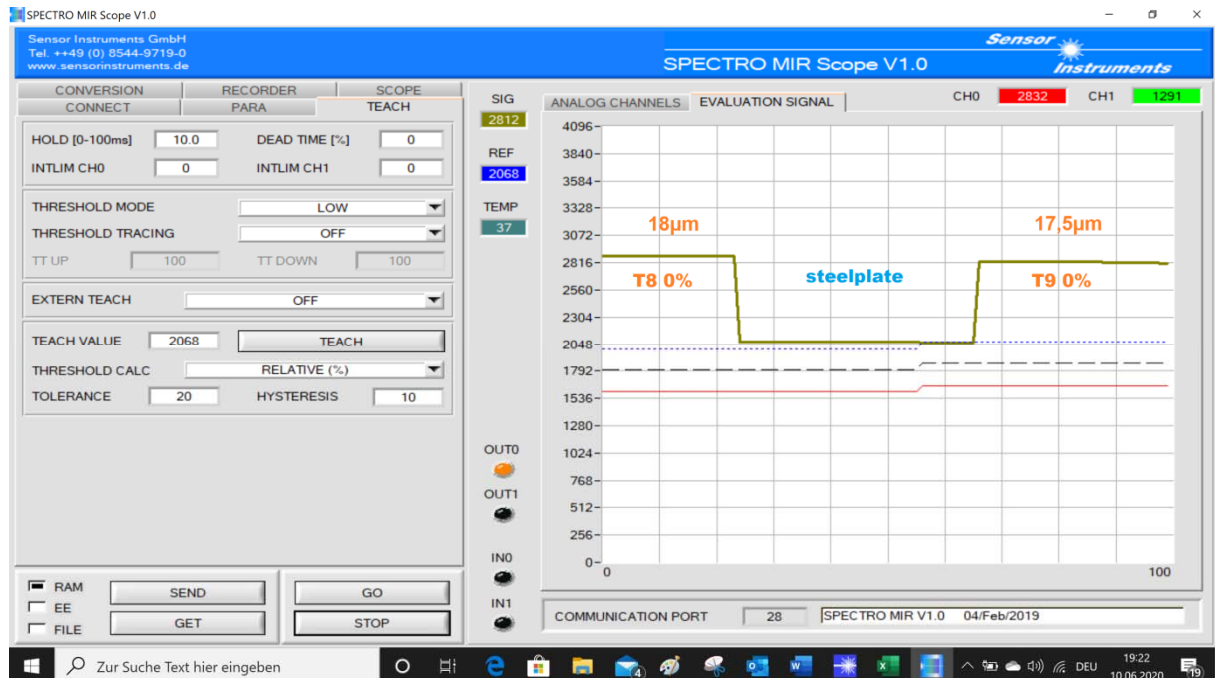 SPECTRO MIR Scope V1.0
Sensor Instruments GmbH
Tel. ++49 (0) 8544-9719-0
www.sensorinstruments.de
SPECTRO MIR Scope V1.0
Sensor
Instruments
CONVERSION RECORDER SCOPE
CONNECT PARA TEACH
HOLD [0-100ms] 10.0 DEAD TIME [%] 0
INTLIM CH0 0 INTLIM CH1 0
THRESHOLD MODE LOW
THRESHOLD TRACING OFF
TT UP 100 TT DOWN 100
EXTERN TEACH OFF
TEACH VALUE 2068 TEACH
THRESHOLD CALC RELATIVE (%)
TOLERANCE 20 HYSTERESIS 10
RAM
EE
FILE
SEND GO
GET STOP
SIG
2812
REF
2068
TEMP
37
OUT0
OUT1
IN0
IN1
ANALOG CHANNELS EVALUATION SIGNAL CH0 2832 CH1 1291
4096
3840
3584
3328
3072
2816
2560
2304
2048
1792
1536
1280
1024
768
512
256
0
0 100
18µm 17,5µm
T8 0% steelplate T9 0%
COMMUNICATION PORT 28 SPECTRO MIR V1.0 04/Feb/2019
Zur Suche Text hier eingeben
4
DEU
19:22
10.06.2020
19